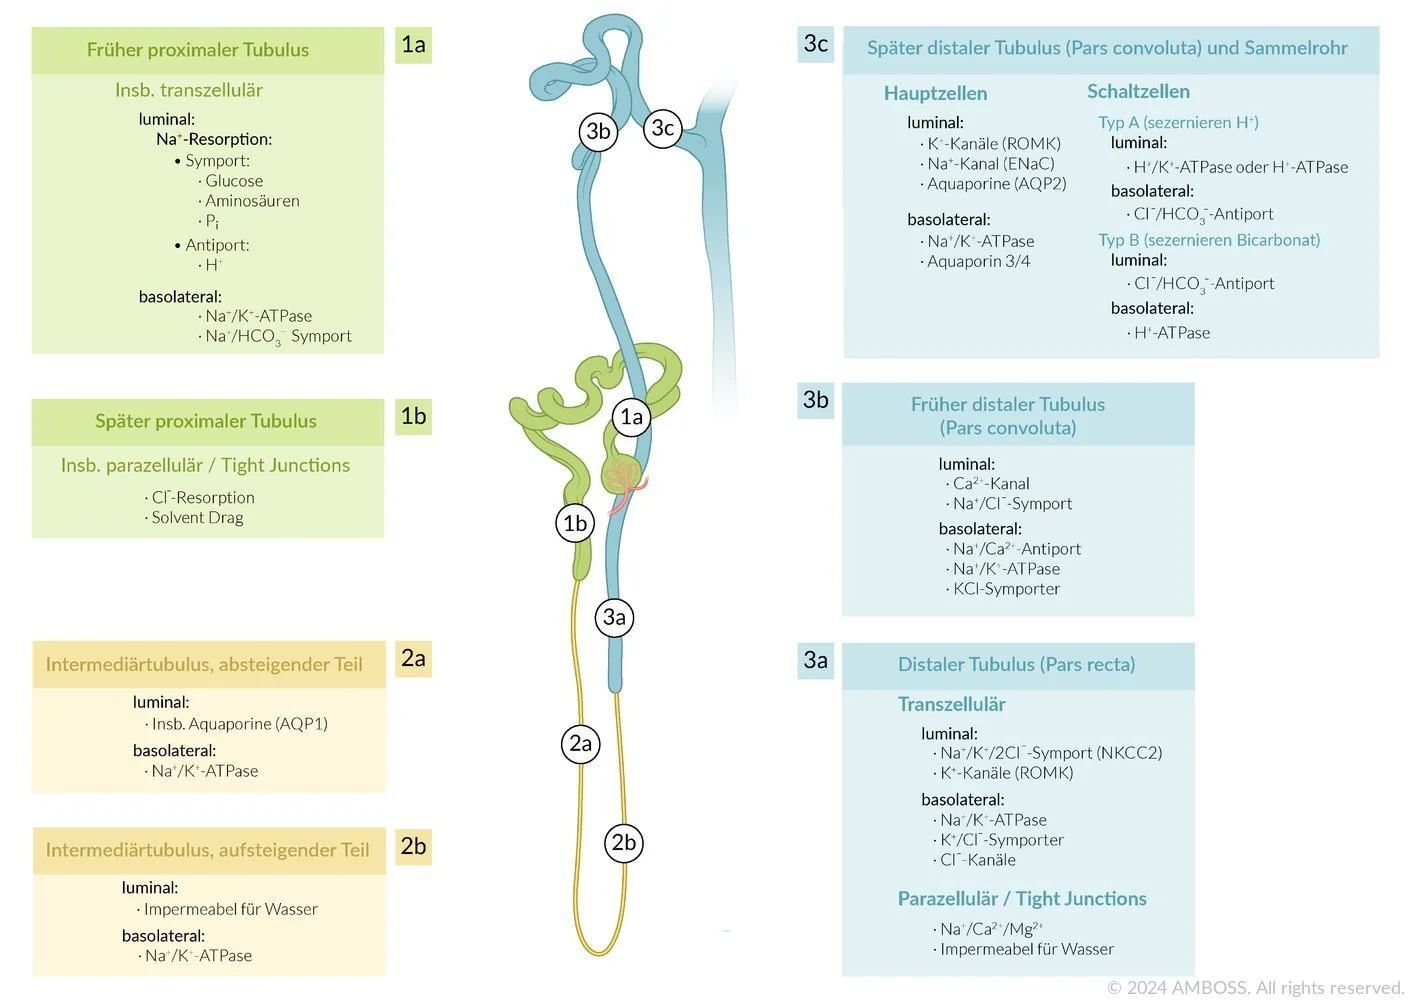 Früher proximaler Tubulus
1a
Insb. transzellulär
luminal:
Na⁺-Resorption:
• Symport:
· Glucose
· Aminosäuren
· Pᵢ
• Antiport:
· H⁺
basolateral:
· Na⁺/K⁺-ATPase
· Na⁺/HCO₃⁻ Symport
Später proximaler Tubulus
1b
Insb. parazellulär / Tight Junctions
· Cl⁻-Resorption
· Solvent Drag
Intermediärtubulus, absteigender Teil
2a
luminal:
· Insb. Aquaporine (AQP1)
basolateral:
· Na⁺/K⁺-ATPase
Intermediärtubulus, aufsteigender Teil
2b
luminal:
· Impermeabel für Wasser
basolateral:
· Na⁺/K⁺-ATPase
3b
3c
1a
1b
3a
2a
2b
3c
Später distaler Tubulus (Pars convoluta) und Sammelrohr
Hauptzellen
luminal:
· K⁺-Kanäle (ROMK)
· Na⁺-Kanal (ENaC)
· Aquaporine (AQP2)
basolateral:
· Na⁺/K⁺-ATPase
· Aquaporin 3/4
Schaltzellen
Typ A (sezernieren H⁺)
luminal:
· H⁺/K⁺-ATPase oder H⁺-ATPase
basolateral:
· Cl⁻/HCO₃⁻-Antiport
Typ B (sezernieren Bicarbonat)
luminal:
· Cl⁻/HCO₃⁻-Antiport
basolateral:
· H⁺-ATPase
3b
Früher distaler Tubulus
(Pars convoluta)
luminal:
· Ca²⁺-Kanal
· Na⁺/Cl⁻-Symport
basolateral:
· Na⁺/Ca²⁺-Antiport
· Na⁺/K⁺-ATPase
· KCl-Symporter
3a
Distaler Tubulus (Pars recta)
Transzellulär
luminal:
· Na⁺/K⁺/2Cl⁻-Symport (NKCC2)
· K⁺-Kanäle (ROMK)
basolateral:
· Na⁺/K⁺-ATPase
· K⁺/Cl⁻-Symporter
· Cl⁻-Kanäle
Parazellulär / Tight Junctions
· Na⁺/Ca²⁺/Mg²⁺
· Impermeabel für Wasser
© 2024 AMBOSS. All rights reserved.